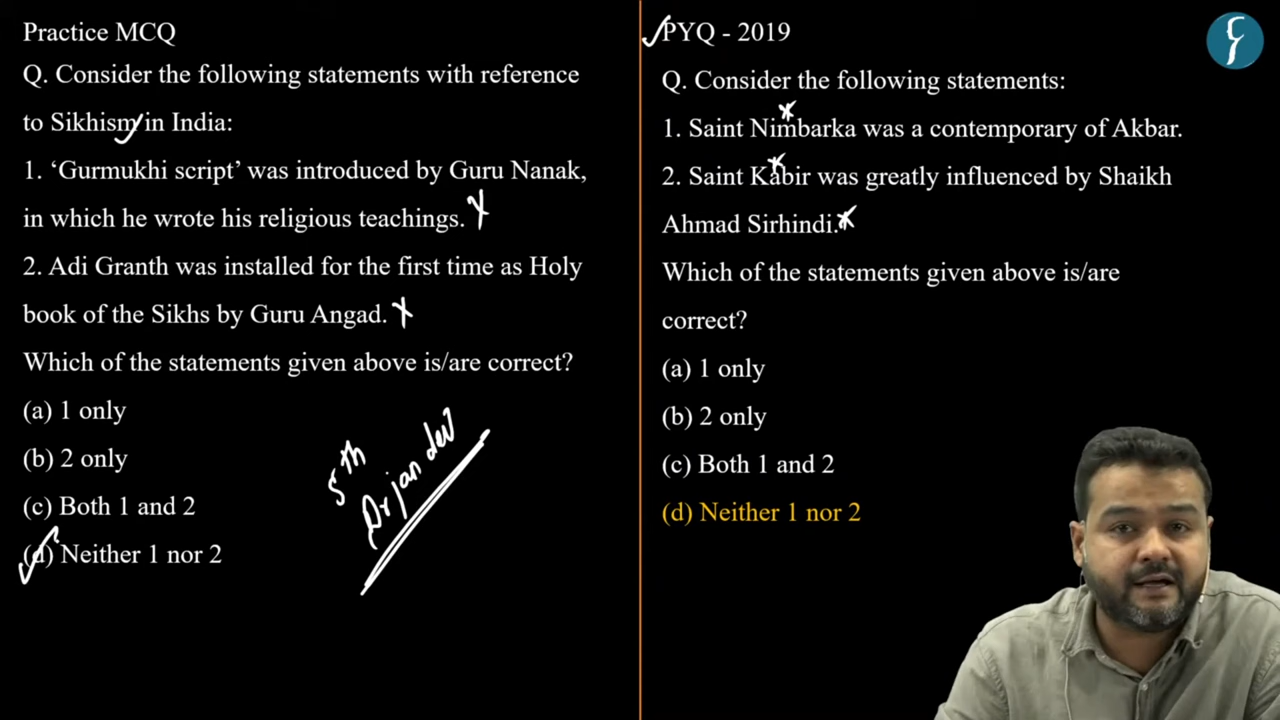 Practice MCQ
Q. Consider the following statements with reference
to Sikhism in India:
1. ‘Gurmukhi script’ was introduced by Guru Nanak,
in which he wrote his religious teachings.
2. Adi Granth was installed for the first time as Holy
book of the Sikhs by Guru Angad.
Which of the statements given above is/are correct?
(a) 1 only
(b) 2 only
(c) Both 1 and 2
(d) Neither 1 nor 2
5th
Arjan dev
PYQ - 2019
Q. Consider the following statements:
1. Saint Nimbarka was a contemporary of Akbar.
2. Saint Kabir was greatly influenced by Shaikh
Ahmad Sirhindi.
Which of the statements given above is/are
correct?
(a) 1 only
(b) 2 only
(c) Both 1 and 2
(d) Neither 1 nor 2